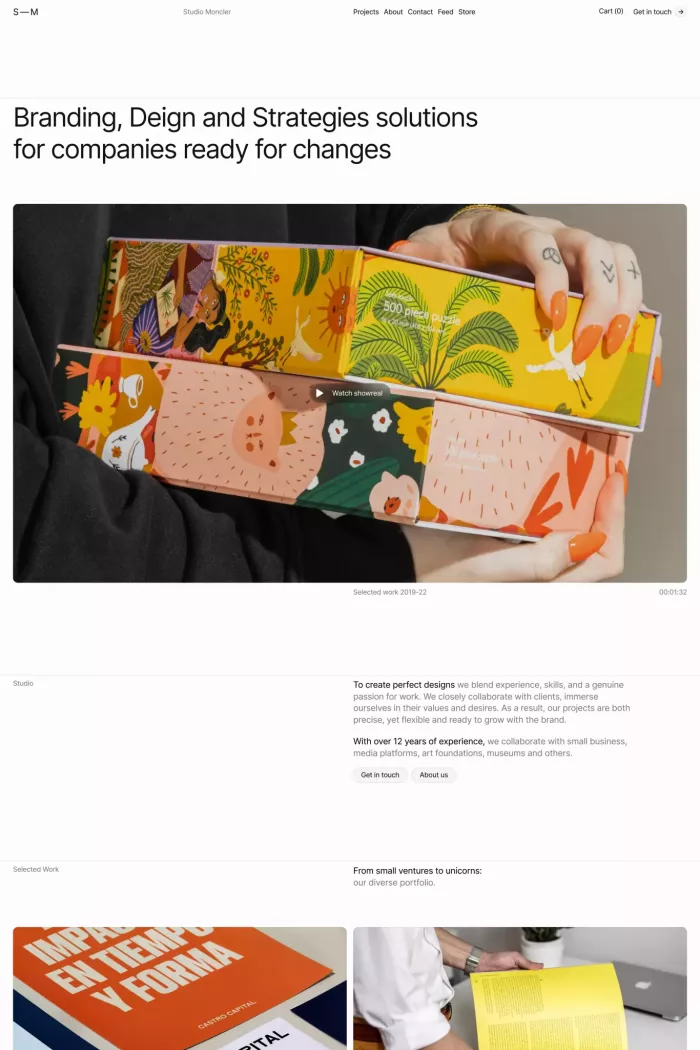 S—M
Studio Moncler
Projects About Contact Feed Store
Cart (0)
Get in touch →
Branding, Deign and Strategies solutions
for companies ready for changes
500 piece puzzle
Watch showreal
Selected work 2019-22
00:01:32
Studio
To create perfect designs we blend experience, skills, and a genuine
passion for work. We closely collaborate with clients, immerse
ourselves in their values and desires. As a result, our projects are both
precise, yet flexible and ready to grow with the brand.
With over 12 years of experience, we collaborate with small business,
media platforms, art foundations, museums and others.
Get in touch
About us
Selected Work
From small ventures to unicorns:
our diverse portfolio.
EN TIEMPO
Y FORMA
CASTRO CAPITAL